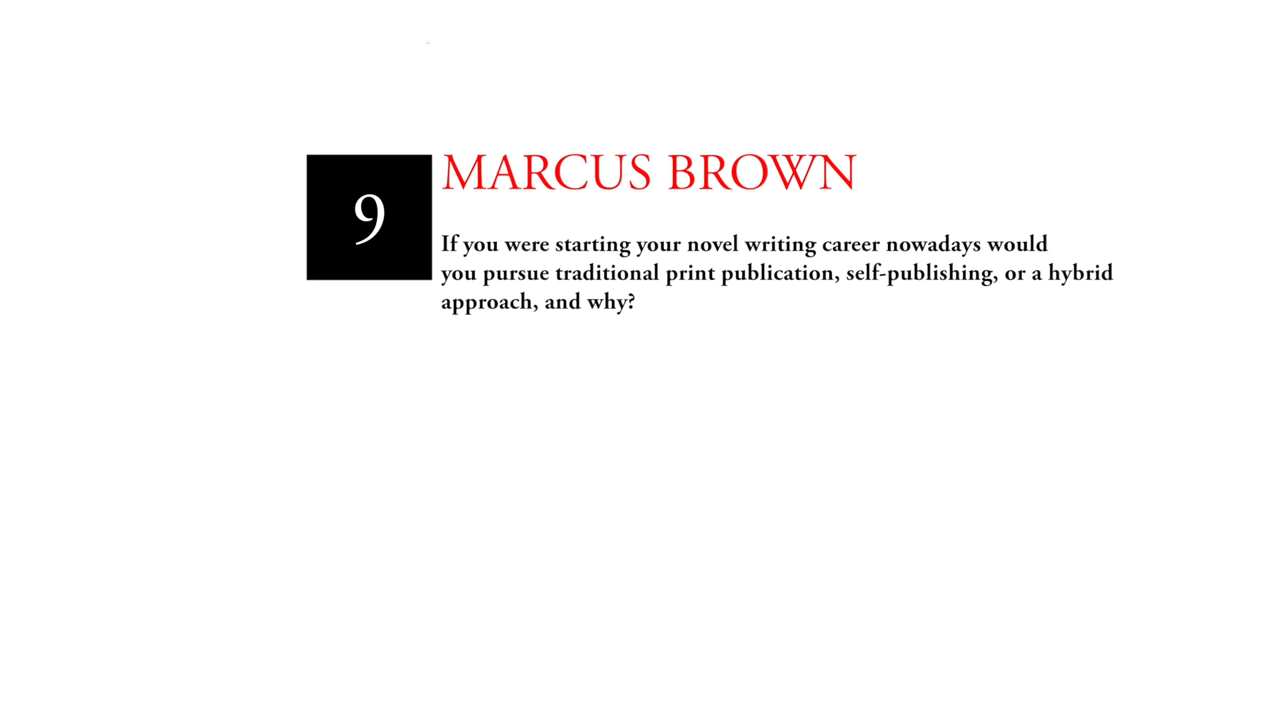 9
MARCUS BROWN
If you were starting your novel writing career nowadays would
you pursue traditional print publication, self-publishing, or a hybrid
approach, and why?